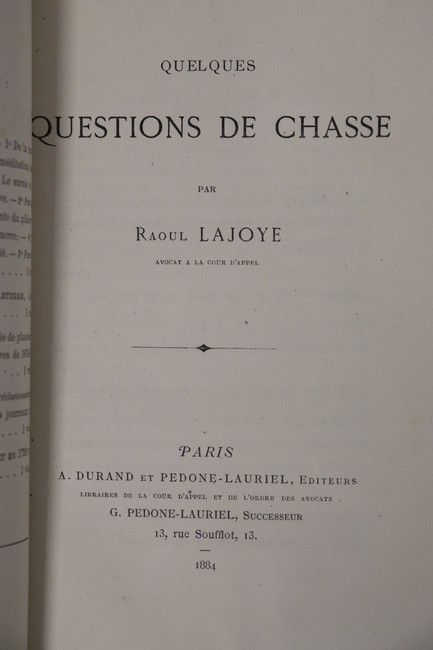 QUELQUES
QUESTIONS DE CHASSE
PAR
RAOUL LAJOYE
AVOCAT A LA COUR D'APPEL
PARIS
A. DURAND ET PEDONE-LAURIEL, EDITEURS
LIBRAIRES DE LA COUR D'APPEL ET DE L'ORDRE DES AVOCATS
G. PEDONE-LAURIEL, SUCCESSEUR
13, rue Soufflot, 13.
1884